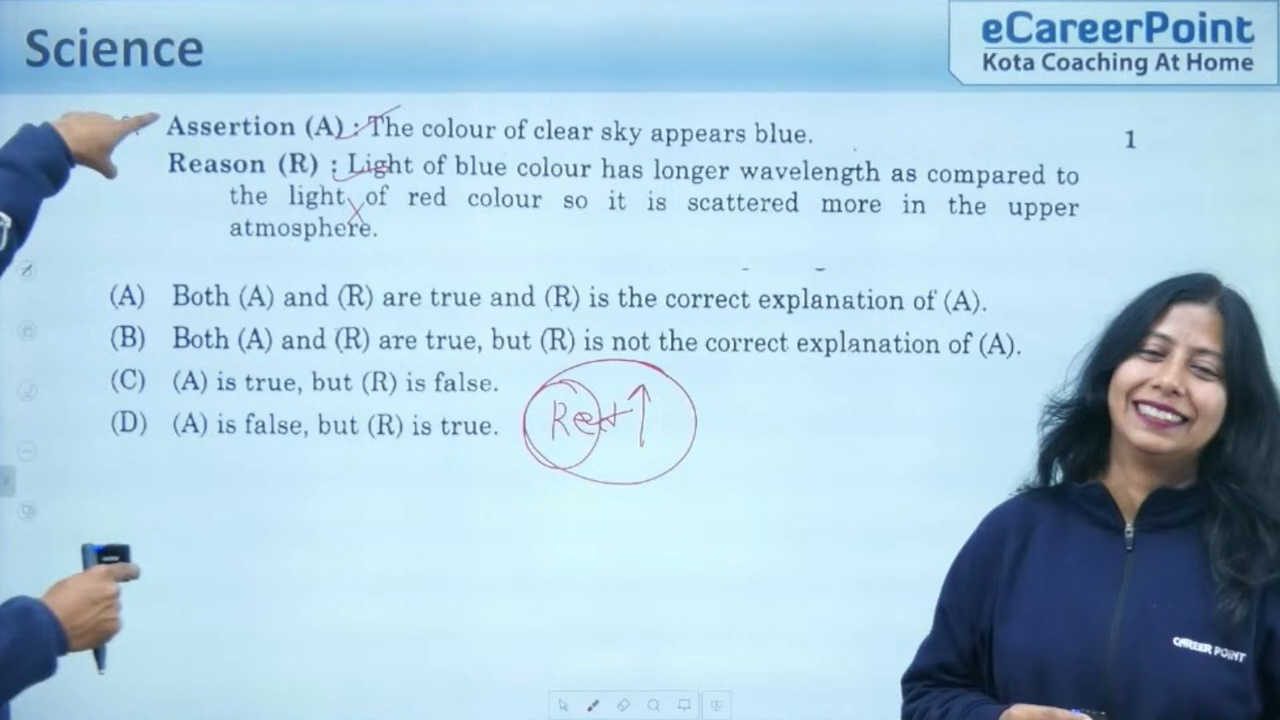 Science
eCareerPoint
Kota Coaching At Home
Assertion (A) : The colour of clear sky appears blue.
1
Reason (R) : Light of blue colour has longer wavelength as compared to
the light of red colour so it is scattered more in the upper
atmosphere.
(A) Both (A) and (R) are true and (R) is the correct explanation of (A).
(B) Both (A) and (R) are true, but (R) is not the correct explanation of (A).
(C) (A) is true, but (R) is false.
(D) (A) is false, but (R) is true.
CAREER POINT